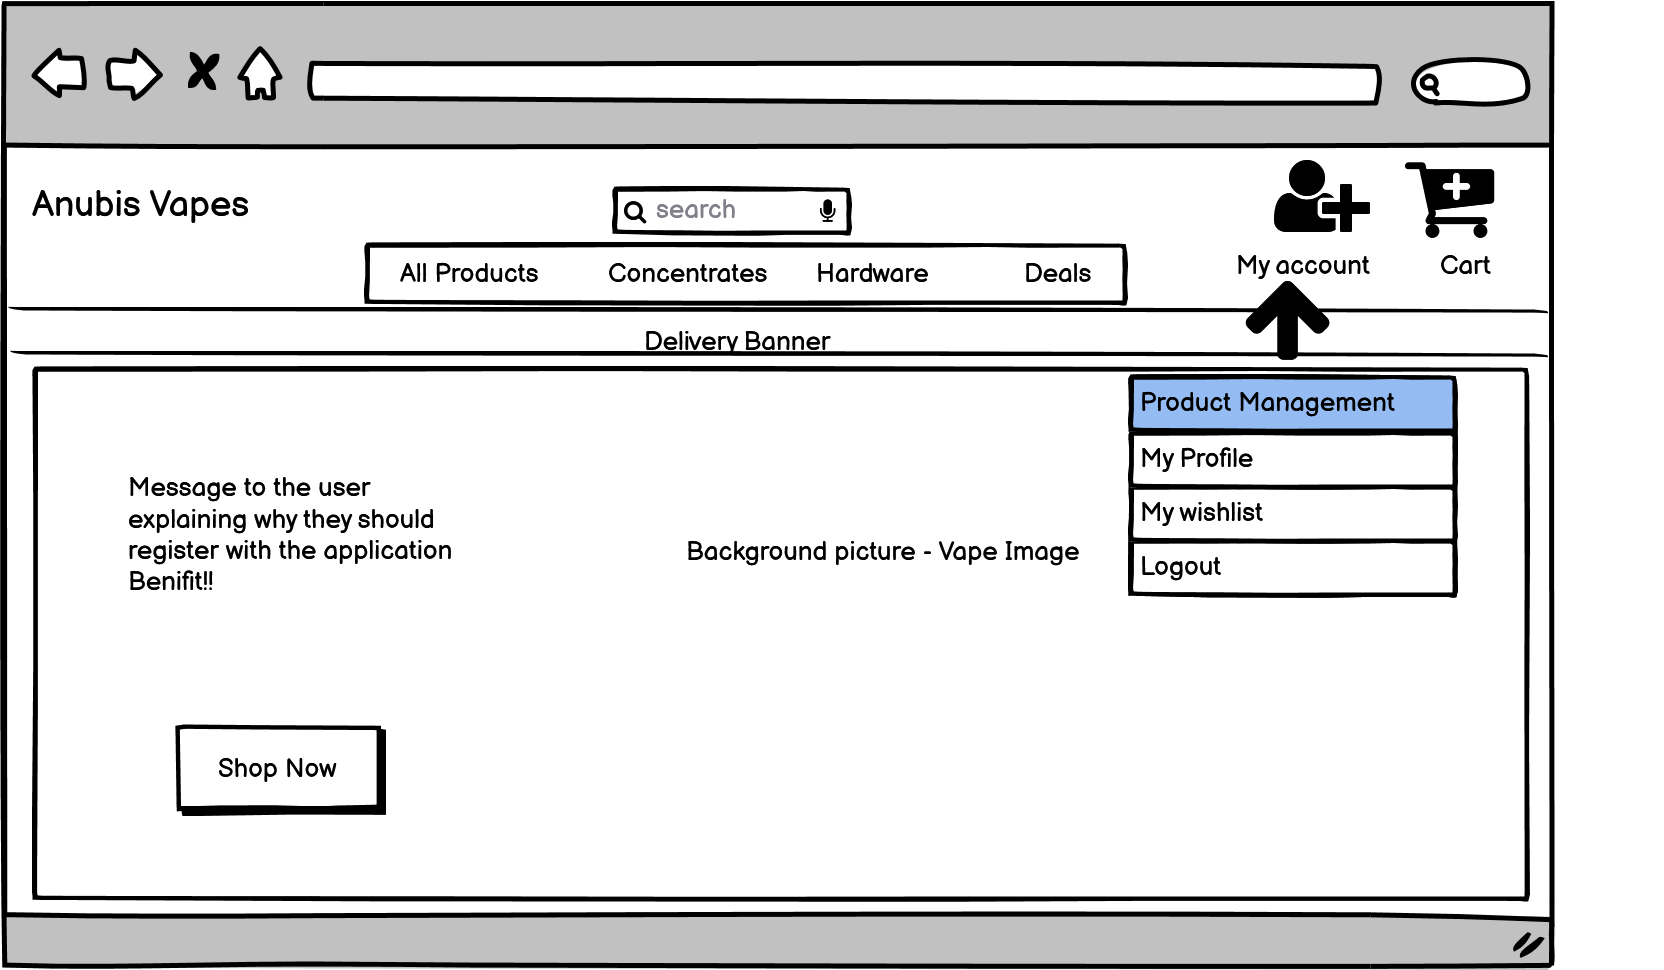 Anubis Vapes
search
My account
Cart
All Products
Concentrates
Hardware
Deals
Delivery Banner
Product Management
My Profile
My wishlist
Logout
Message to the user
explaining why they should
register with the application
Benifit!!
Background picture - Vape Image
Shop Now